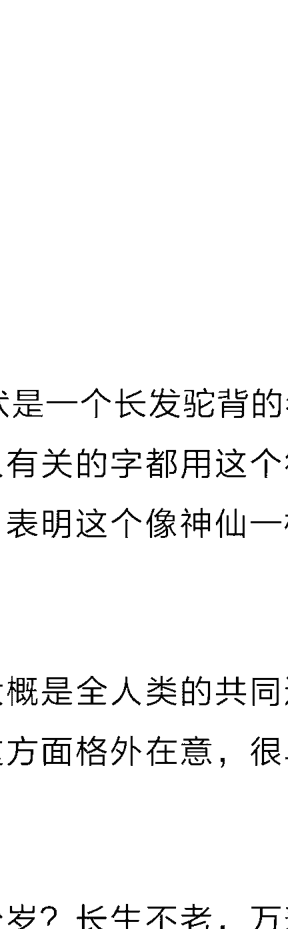 是一个长发驼背的
有关的字都用这个
表明这个像神仙一
概是全人类的共同
方面格外在意，很
岁？长生不老，万